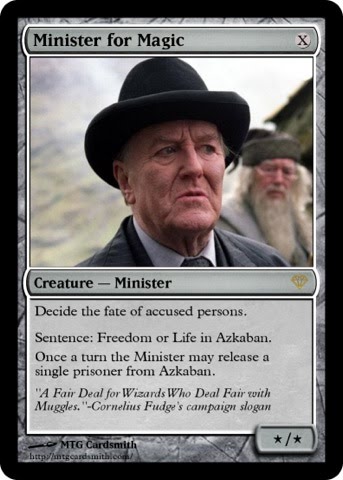 Minister for Magic X
Creature — Minister
Decide the fate of accused persons.
Sentence: Freedom or Life in Azkaban.
Once a turn the Minister may release a
single prisoner from Azkaban.
"A Fair Deal for Wizards Who Deal Fair with
Muggles."-Cornelius Fudge's campaign slogan
★/★
MTG Cardsmith
http://mtgcardsmith.com/